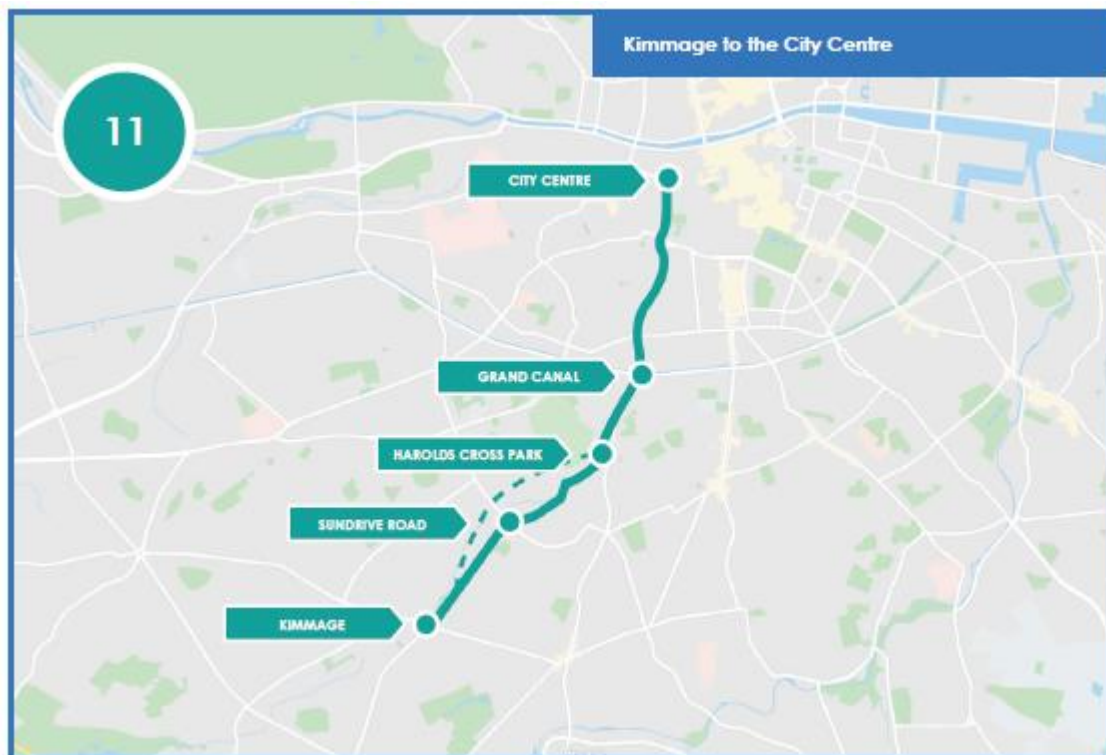 Kimmage to the City Centre
11
CITY CENTRE
GRAND CANAL
HAROLDS CROSS PARK
SUNDRIVE ROAD
KIMMAGE